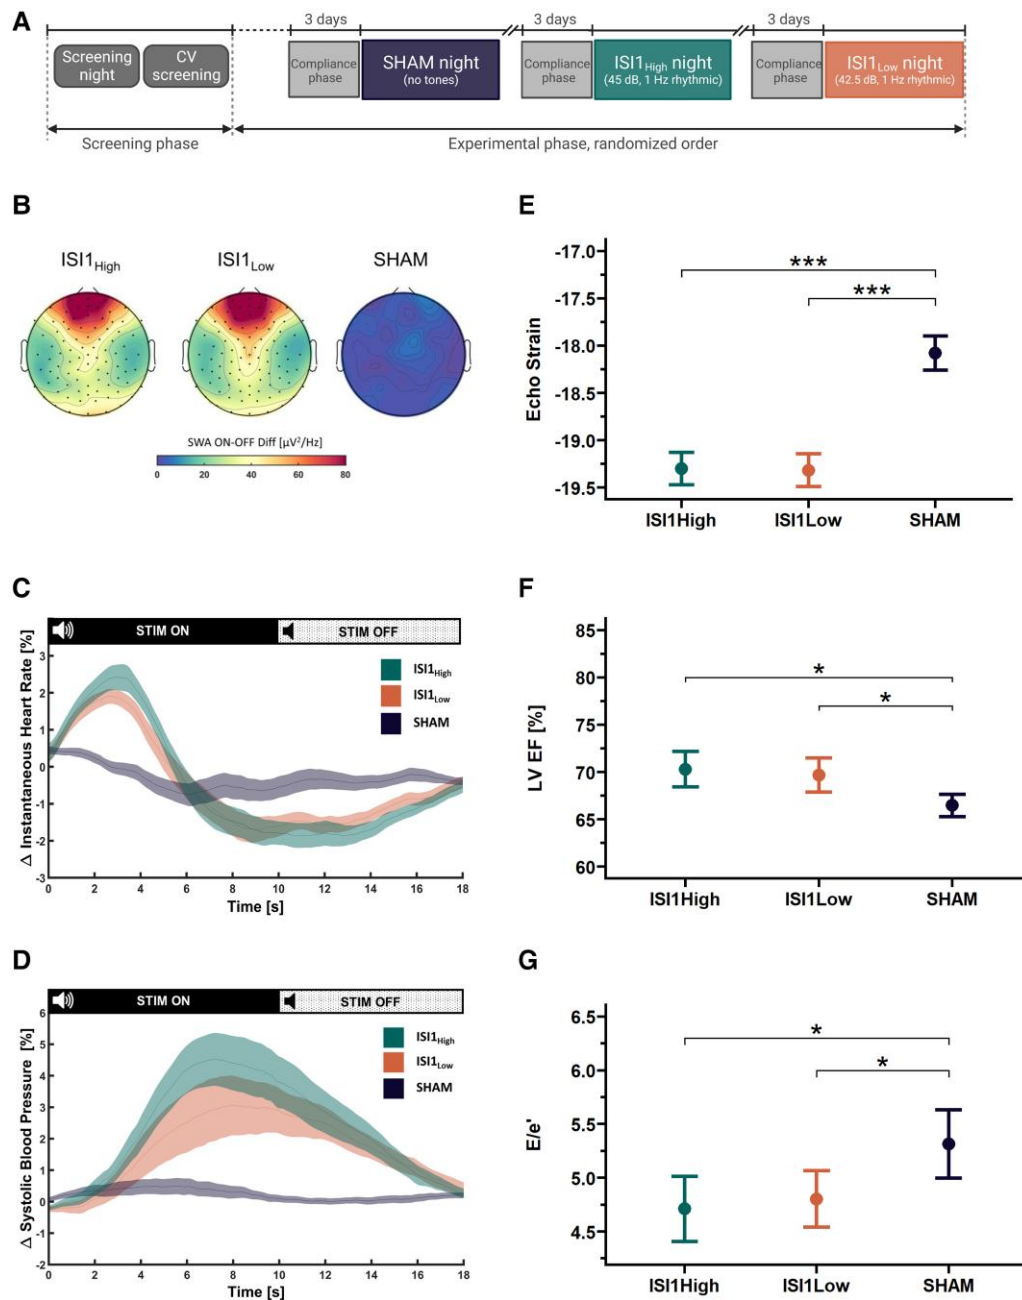 A
3 days
3 days
3 days
Screening night
CV screening
Compliance phase
SHAM night
(no tones)
Compliance phase
ISI1High night
(45 dB, 1 Hz rhythmic)
Compliance phase
ISI1Low night
(42.5 dB, 1 Hz rhythmic)
Screening phase
Experimental phase, randomized order
B
ISI1High
ISI1Low
SHAM
SWA ON-OFF Diff [µV²/Hz]
0 20 40 60 80
C
STIM ON
STIM OFF
Δ Instantaneous Heart Rate [%]
3
2
1
0
-1
-2
-3
ISI1High
ISI1Low
SHAM
0 2 4 6 8 10 12 14 16 18
Time [s]
D
STIM ON
STIM OFF
Δ Systolic Blood Pressure [%]
6
5
4
3
2
1
0
-1
-2
ISI1High
ISI1Low
SHAM
0 2 4 6 8 10 12 14 16 18
Time [s]
E
Echo Strain
-17.0
-17.5
-18.0
-18.5
-19.0
-19.5
***
***
ISI1High ISI1Low SHAM
F
LV EF [%]
85
80
75
70
65
60
*
*
ISI1High ISI1Low SHAM
G
E/e'
6.5
6.0
5.5
5.0
4.5
*
*
ISI1High ISI1Low SHAM